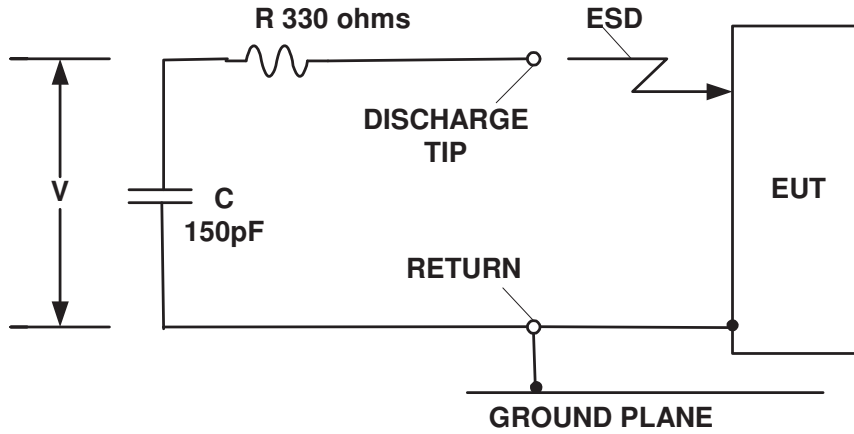 R 330 ohms
ESD
DISCHARGE
TIP
V
C
150pF
EUT
RETURN
GROUND PLANE